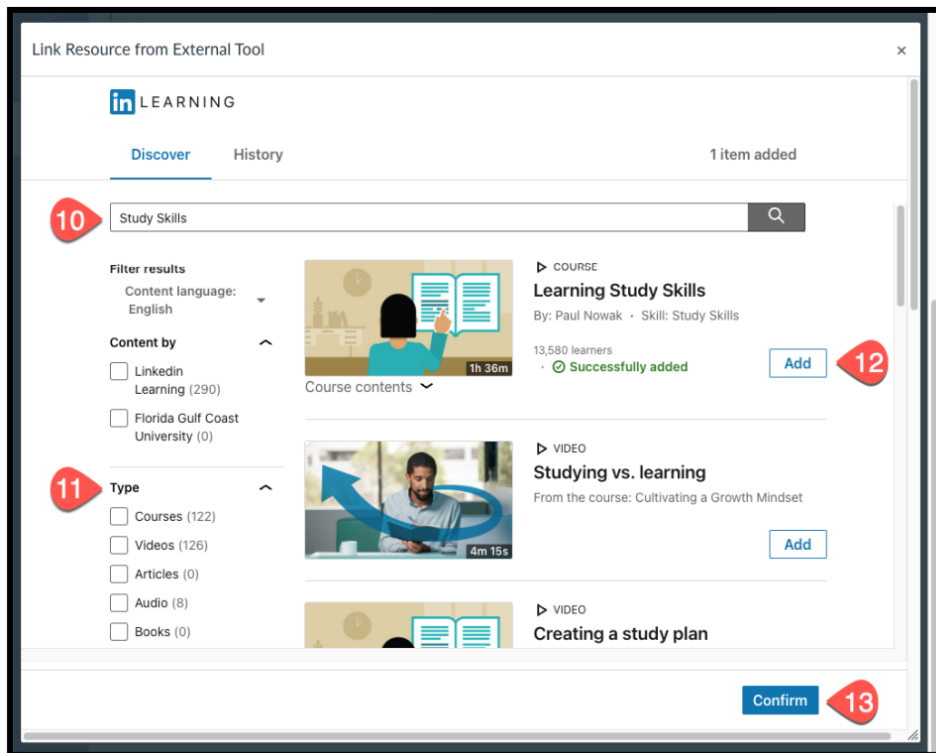 Link Resource from External Tool
×
in LEARNING
Discover
History
1 item added
10
Study Skills
Filter results
Content language:
English
Content by
Linkedin
Learning (290)
Florida Gulf Coast
University (0)
11
Type
Courses (122)
Videos (126)
Articles (0)
Audio (8)
Books (0)
1h 36m
Course contents
COURSE
Learning Study Skills
By: Paul Nowak · Skill: Study Skills
13,580 learners
· Successfully added
Add
12
4m 15s
VIDEO
Studying vs. learning
From the course: Cultivating a Growth Mindset
Add
VIDEO
Creating a study plan
Confirm
13